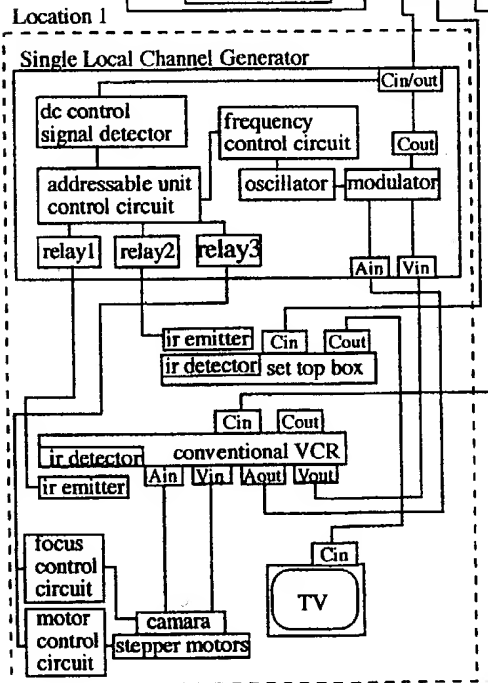 Location 1
Single Local Channel Generator
Cin/out
dc control
signal detector
frequency
control circuit
Cout
addressable unit
control circuit
oscillator
modulator
relay1
relay2
relay3
Ain
Vin
ir emitter
Cin
Cout
ir detector
set top box
Cin
Cout
conventional VCR
ir detector
Ain
Vin
Aout
Vout
ir emitter
focus
control
circuit
Cin
TV
motor
control
circuit
camara
stepper motors